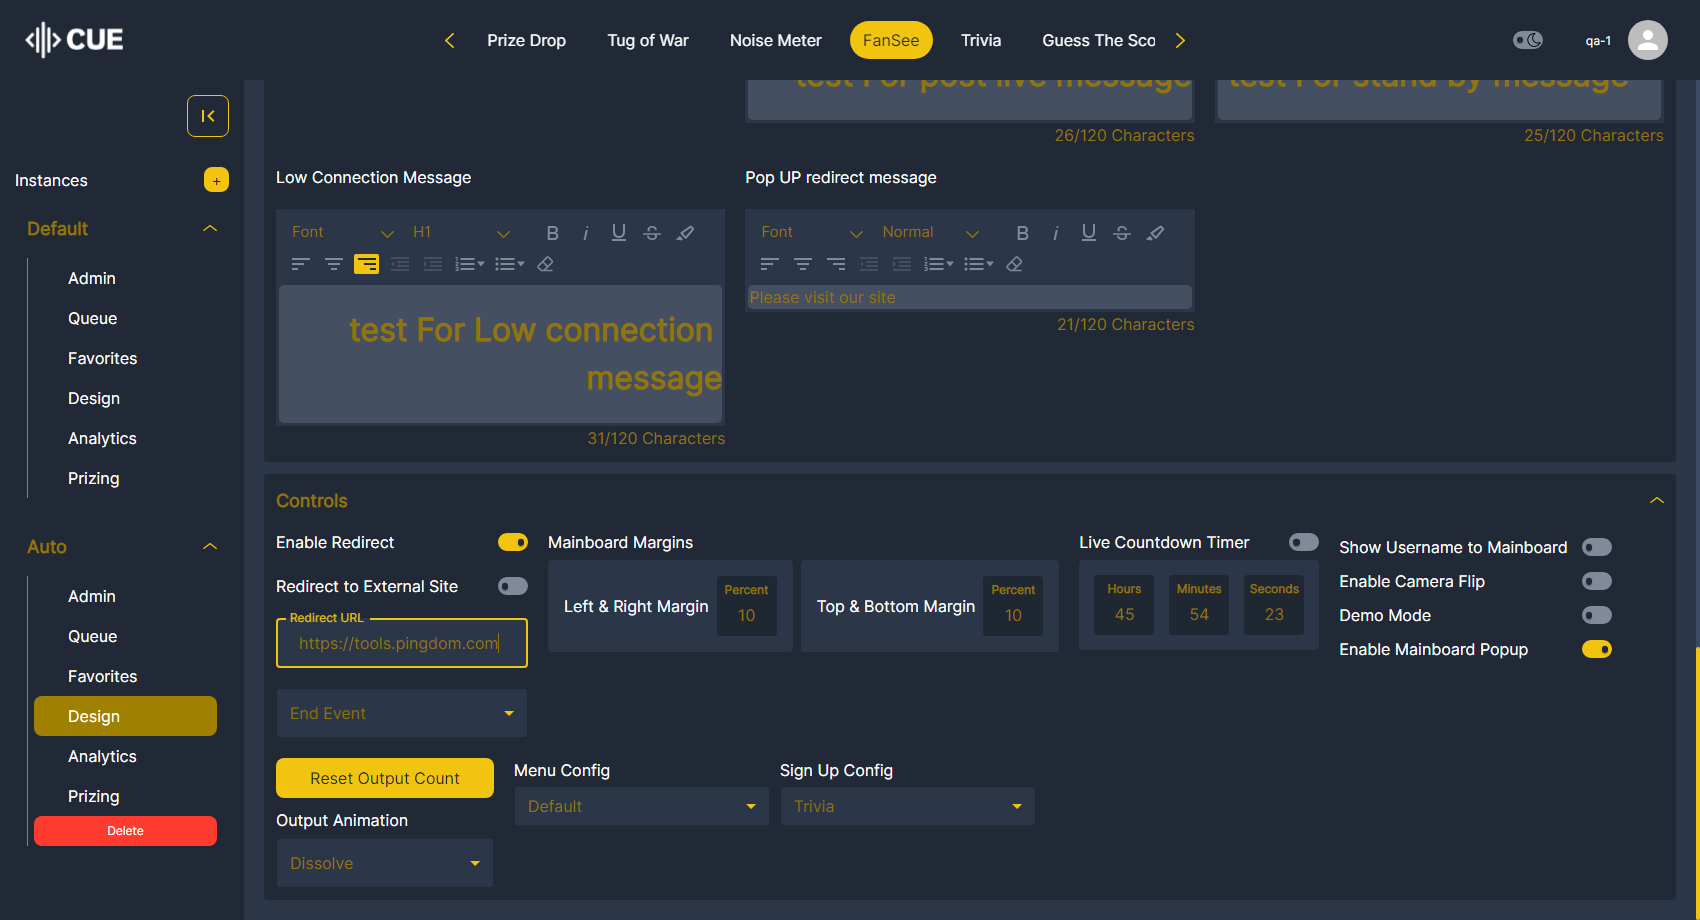 CUE
Prize Drop
Tug of War
Noise Meter
FanSee
Trivia
Guess The Sco
qa-1
Instances
+
Default
Admin
Queue
Favorites
Design
Analytics
Prizing
Auto
Admin
Queue
Favorites
Design
Analytics
Prizing
Delete
test For post live message
26/120 Characters
test For stand by message
25/120 Characters
Low Connection Message
Font
H1
B i U S
test For Low connection
message
31/120 Characters
Pop UP redirect message
Font
Normal
B i U S
Please visit our site
21/120 Characters
Controls
Enable Redirect
Redirect to External Site
Redirect URL
https://tools.pingdom.com
End Event
Reset Output Count
Output Animation
Dissolve
Mainboard Margins
Left & Right Margin
Percent
10
Top & Bottom Margin
Percent
10
Menu Config
Default
Sign Up Config
Trivia
Live Countdown Timer
Hours
45
Minutes
54
Seconds
23
Show Username to Mainboard
Enable Camera Flip
Demo Mode
Enable Mainboard Popup